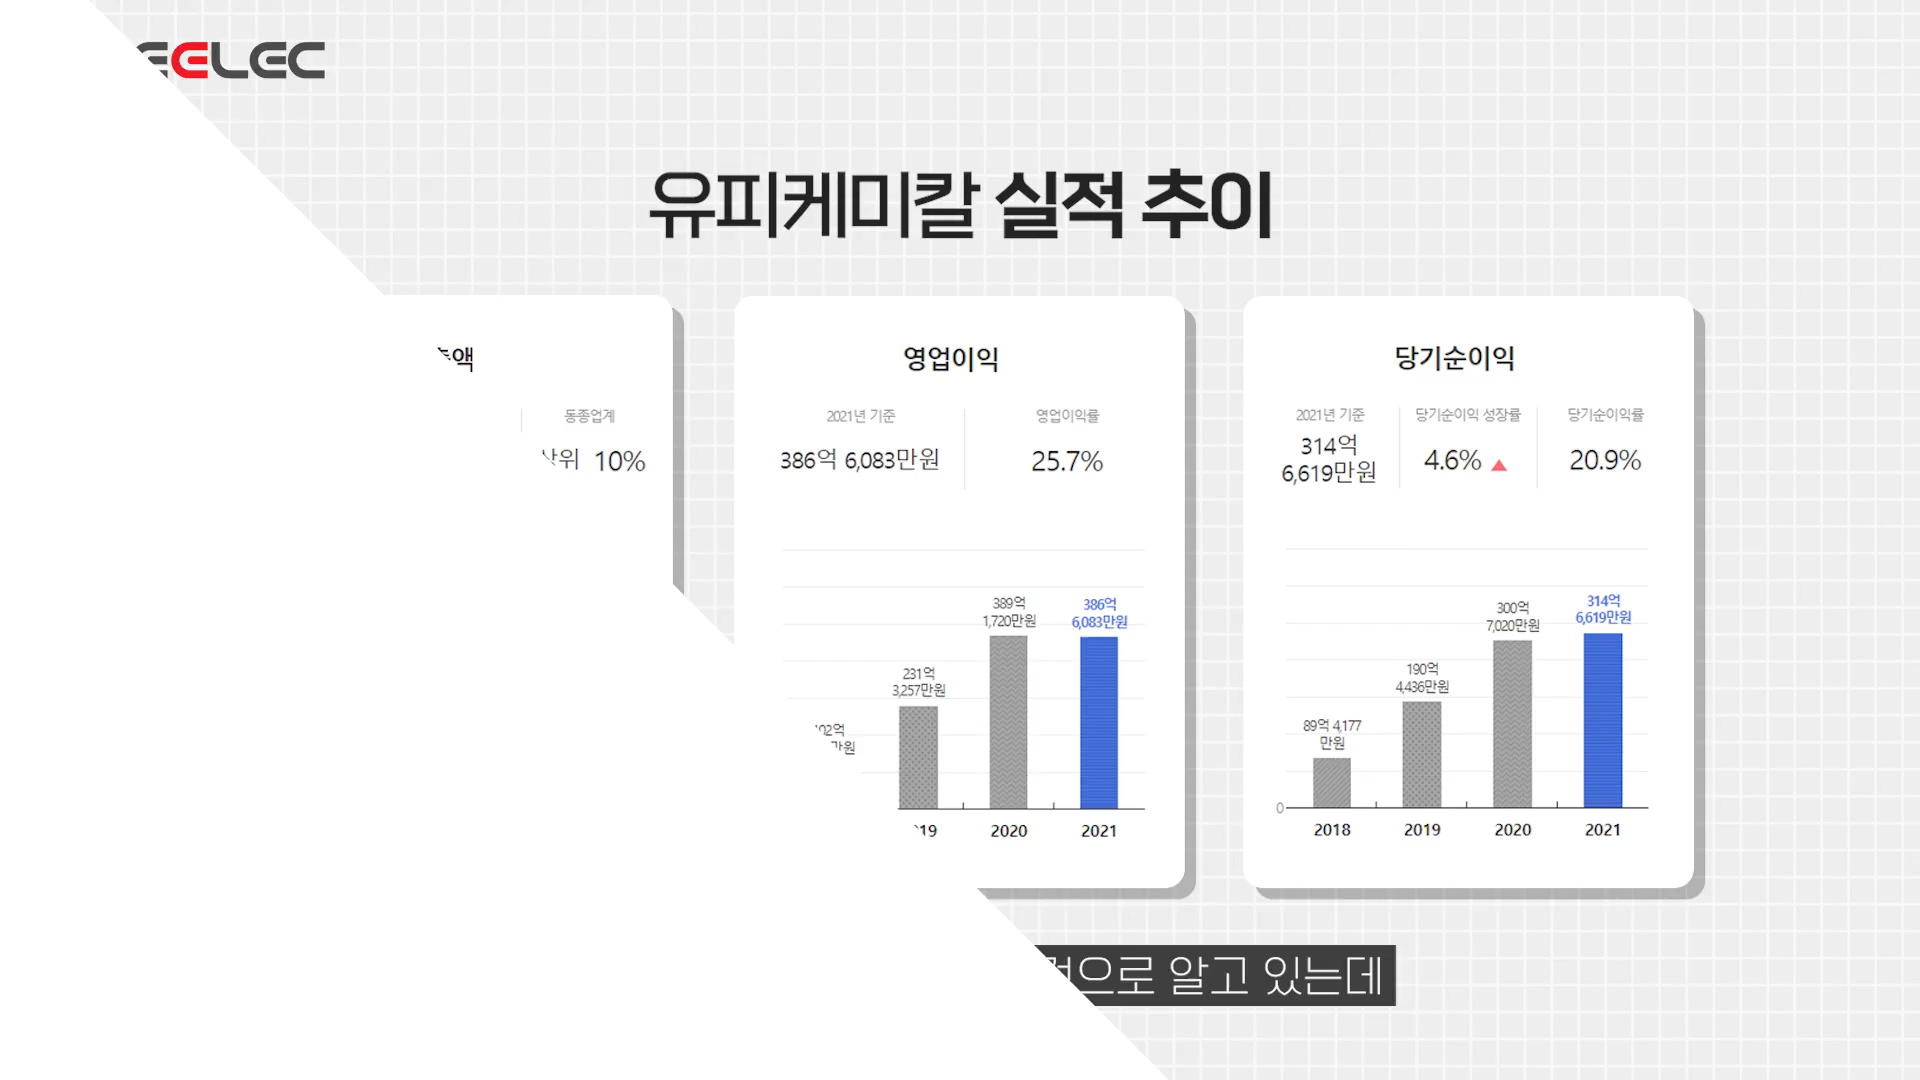 유피케미칼 실적 추이
동종업계
10%
영업이익
2021년 기준
영업이익률
386억 6,083만원
25.7%
389억
1,720만원
386억
6,083만원
231억
3,257만원
2020
2021
당기순이익
2021년 기준
당기순이익 성장률
당기순이익률
314억
6,619만원
4.6%
20.9%
314억
6,619만원
300억
7,020만원
190억
4,436만원
89억 4,177
만원
0
2018
2019
2020
2021
알고 있는데